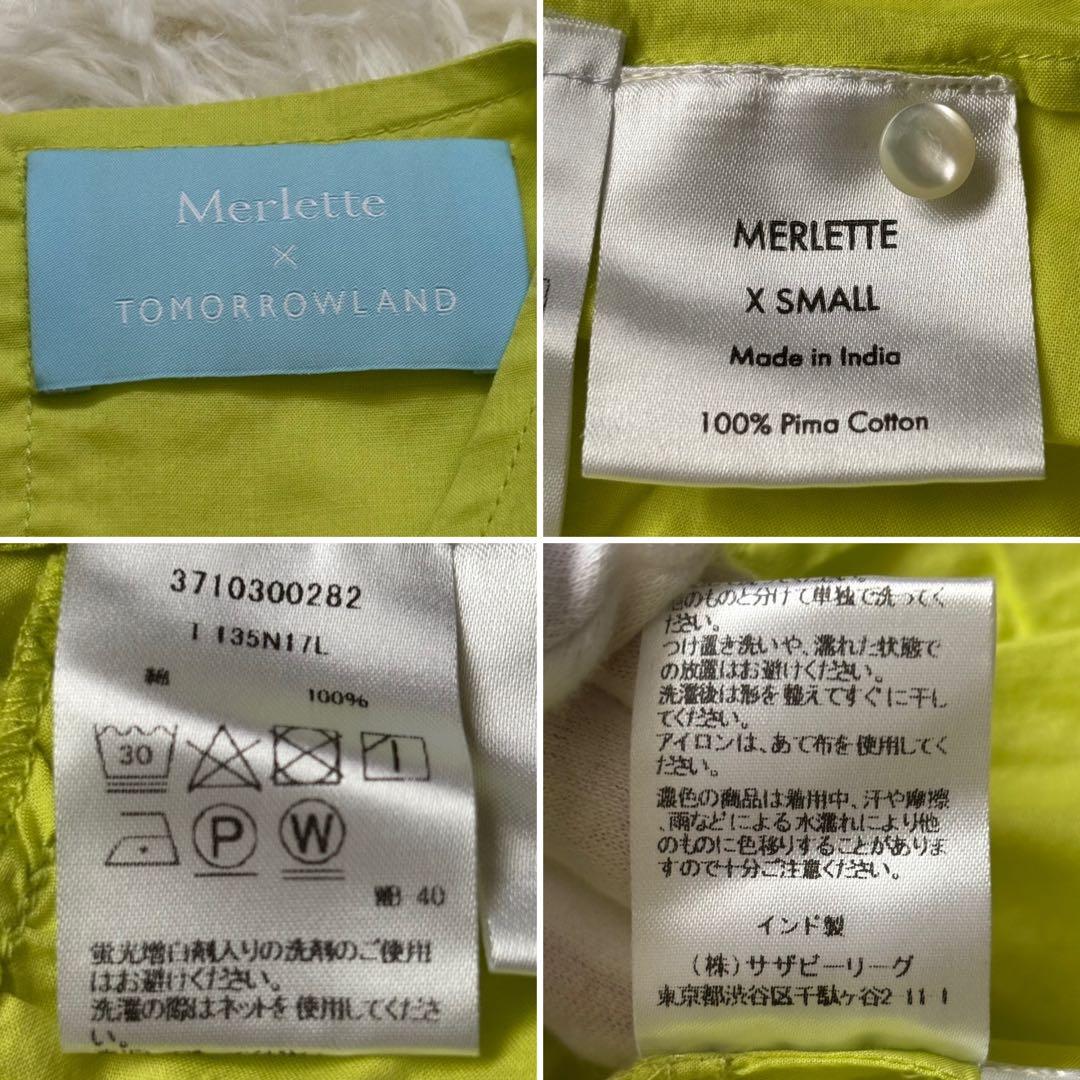 Merlette
×
TOMORROWLAND
MERLETTE
X SMALL
Made in India
100% Pima Cotton
3710300282
1 135N17L
綿
100%
30
P
W
WB 40
蛍光増白剤入りの洗剤のご使用
はお避けください。
洗濯の際はネットを使用してくださ
い。
他のものと分けて単独で洗ってく
ださい。
つけ置き洗いや、濡れた状態で
の放置はお避けください。
洗濯後は形を整えてすぐに干し
てください。
アイロンは、あて布を使用してく
ださい。
濃色の商品は着用中、汗や摩擦
、雨などによる水濡れにより他
のものに色移りすることがありま
すので十分ご注意ください。
インド製
(株)サザビーリーグ
東京都渋谷区千駄ヶ谷2-11-1